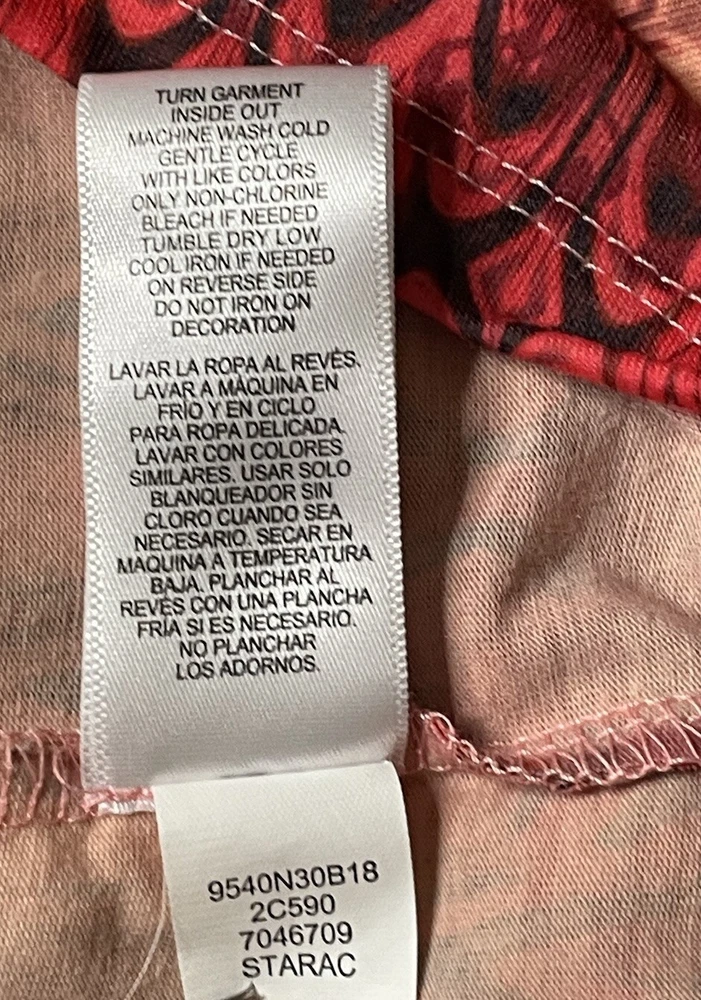 TURN GARMENT
INSIDE OUT
MACHINE WASH COLD
GENTLE CYCLE
WITH LIKE COLORS
ONLY NON-CHLORINE
BLEACH IF NEEDED
TUMBLE DRY LOW
COOL IRON IF NEEDED
ON REVERSE SIDE
DO NOT IRON ON
DECORATION
LAVAR LA ROPA AL REVÉS.
LAVAR A MÁQUINA EN
FRÍO Y EN CICLO
PARA ROPA DELICADA.
LAVAR CON COLORES
SIMILARES. USAR SOLO
BLANQUEADOR SIN
CLORO CUANDO SEA
NECESARIO. SECAR EN
MAQUINA A TEMPERATURA
BAJA. PLANCHAR AL
REVÉS CON UNA PLANCHA
FRÍA SI ES NECESARIO.
NO PLANCHAR
LOS ADORNOS.
9540N30B18
2C590
7046709
STARAC